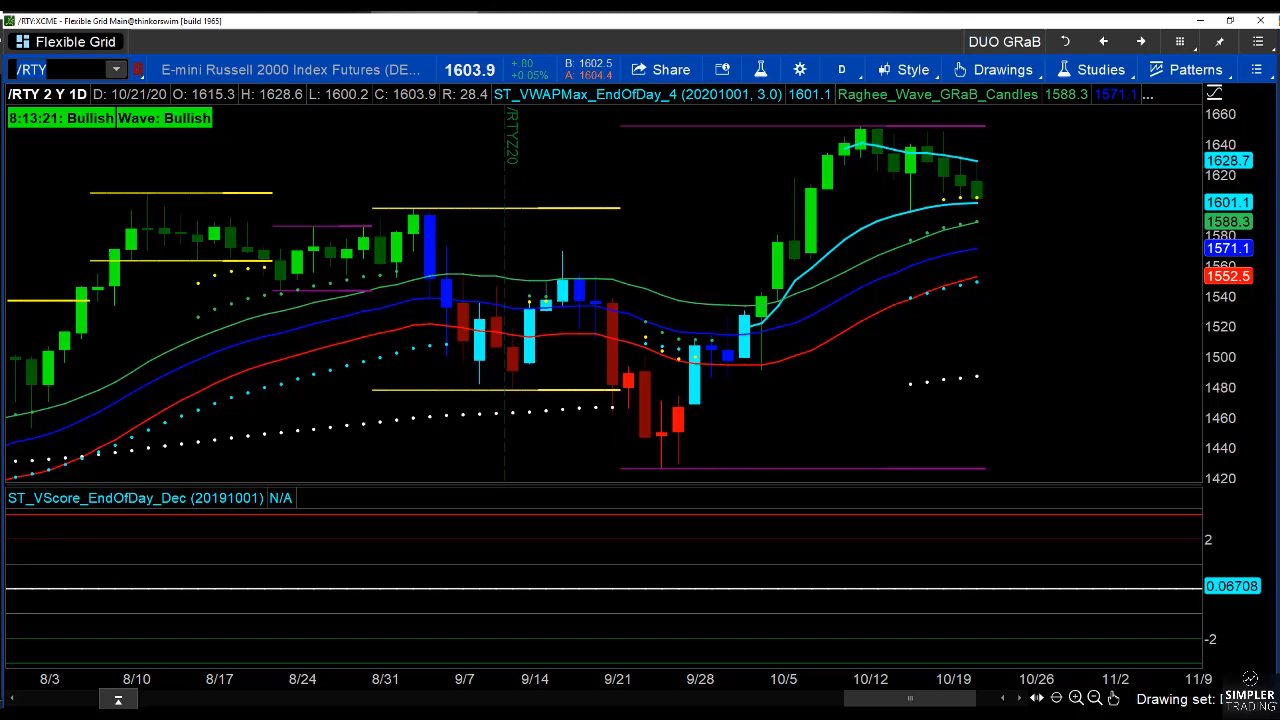 /RTY:XCME - Flexible Grid Main@thinkorswim [build 1965]
Flexible Grid DUO GRaB
/RTY E-mini Russell 2000 Index Futures (DE... 1603.9 +80 +0.05% B: 1602.5 A: 1604.4 Share D Style Drawings Studies Patterns
/RTY 2 Y 1D D: 10/21/20 O: 1615.3 H: 1628.6 L: 1600.2 C: 1603.9 R: 28.4 ST_VWAPMax_EndOfDay_4 (20201001, 3.0) 1601.1 Raghee_Wave_GRaB_Candles 1588.3 1571.1 ...
8:13:21: Bullish Wave: Bullish
/RTYZ20
1660
1640
1628.7
1620
1601.1
1588.3
1580
1571.1
1560
1552.5
1540
1520
1500
1480
1460
1440
1420
ST_VScore_EndOfDay_Dec (20191001) N/A
2
0.06708
-2
8/3 8/10 8/17 8/24 8/31 9/7 9/14 9/21 9/28 10/5 10/12 10/19 10/26 11/2 11/9
Drawing set:
SIMPLER
TRADING